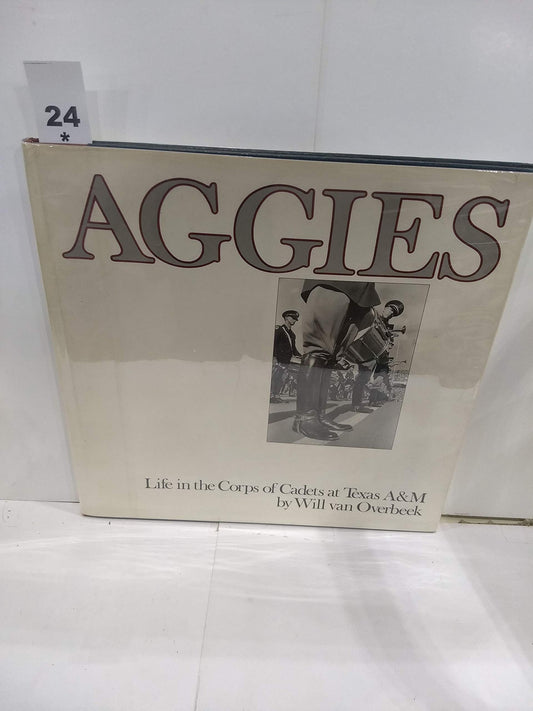 24
*
AGGIES
Life in the Corps of Cadets at Texas A&M
by Will van Overbeek